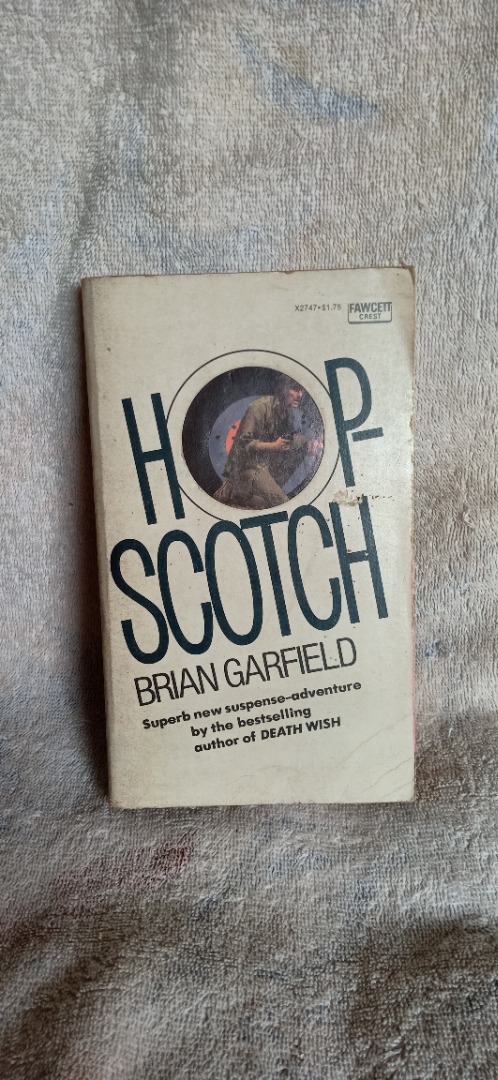 X2747•$1.75 FAWCETT
CREST
HOP-
SCOTCH
BRIAN GARFIELD
Superb new suspense-adventure
by the bestselling
author of DEATH WISH